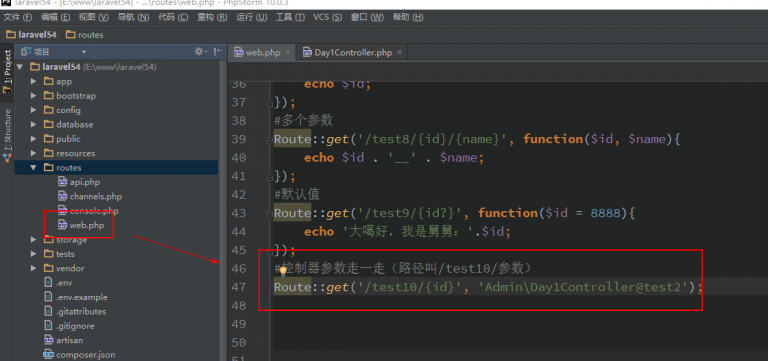 laravel54 - [E:\www\laravel54] - ...\routes\web.php - PhpStorm 10.0.3
文件(F) 编辑(E) 视图(V) 导航(N) 代码(C) 重构(R) 运行(U) 工具(T) VCS(S) 窗口(W) 帮助(H)
laravel54 routes
1: Project
7: Structure
项目
laravel54 (E:\www\laravel54)
app
bootstrap
config
database
public
resources
routes
api.php
channels.php
console.php
web.php
storage
tests
vendor
.env
.env.example
.gitattributes
.gitignore
artisan
composer.json
web.php × Day1Controller.php ×
36 echo $id;
37 });
38 #多个参数
39 Route::get('/test8/{id}/{name}', function($id, $name){
40 echo $id . '__' . $name;
41 });
42 #默认值
43 Route::get('/test9/{id?}', function($id = 8888){
44 echo '大喝好，我是舅舅：'.$id;
45 });
46 #控制器参数走一走（路径叫/test10/参数）
47 Route::get('/test10/{id}', 'Admin\Day1Controller@test2');
48
49
50
51